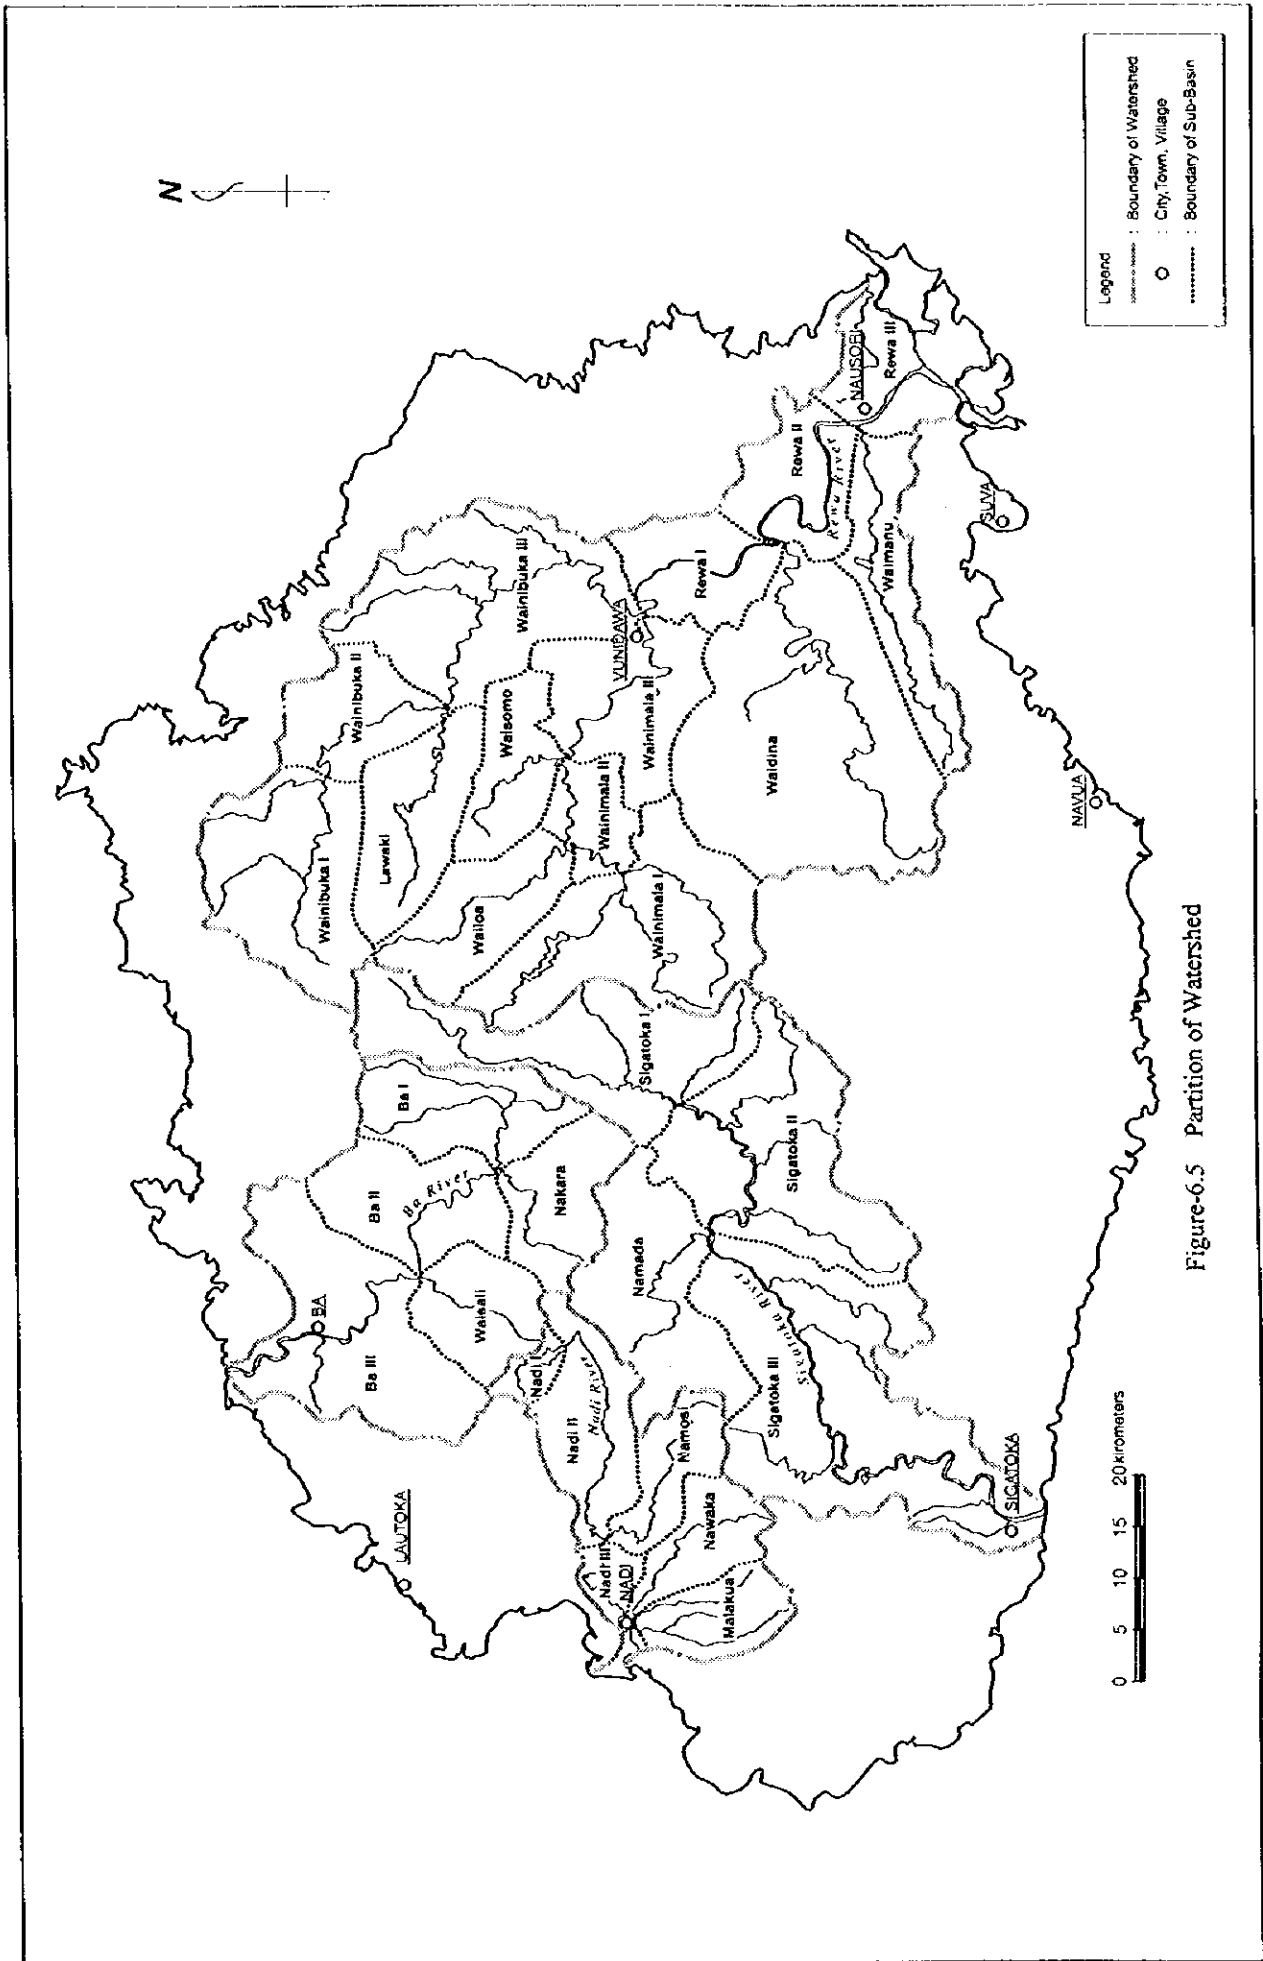 N
LAUTOKA
BA
Ba III
Ba II
Ba I
Ba River
Waisali
Nakara
Nadi I
Nadi II
Nadi River
Nadi III
NADI
Namosi
Nawaka
Malakua
Namada
Sigatoka I
Sigatoka II
Sigatoka III
Sigatoka River
SIGATOKA
Wainibuka I
Wainibuka II
Wainibuka III
Lawaki
Waisomo
Wailoa
Wainimala I
Wainimala II
Wainimala III
VUNIDAWA
Rewa I
Rewa II
Rewa River
Rewa III
NAUSORI
Waidina
Waimanu
SUVA
NAVUA
0 5 10 15 20 kirometers
Legend
: Boundary of Watershed
: City, Town, Village
: Boundary of Sub-Basin
Figure-6.5 Partition of Watershed